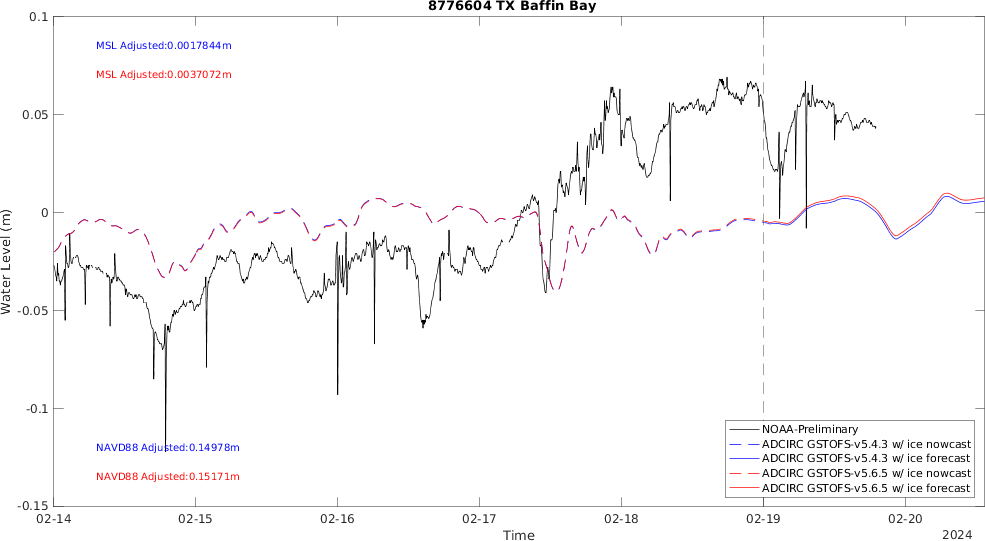 8776604 TX Baffin Bay
0.1
MSL Adjusted:0.0017844m
MSL Adjusted:0.0037072m
0.05
0
Water Level (m)
-0.05
-0.1
NAVD88 Adjusted:0.14978m
NAVD88 Adjusted:0.15171m
NOAA-Preliminary
ADCIRC GSTOFS-v5.4.3 w/ ice nowcast
ADCIRC GSTOFS-v5.4.3 w/ ice forecast
ADCIRC GSTOFS-v5.6.5 w/ ice nowcast
ADCIRC GSTOFS-v5.6.5 w/ ice forecast
-0.15
02-14 02-15 02-16 02-17 02-18 02-19 02-20
Time
2024